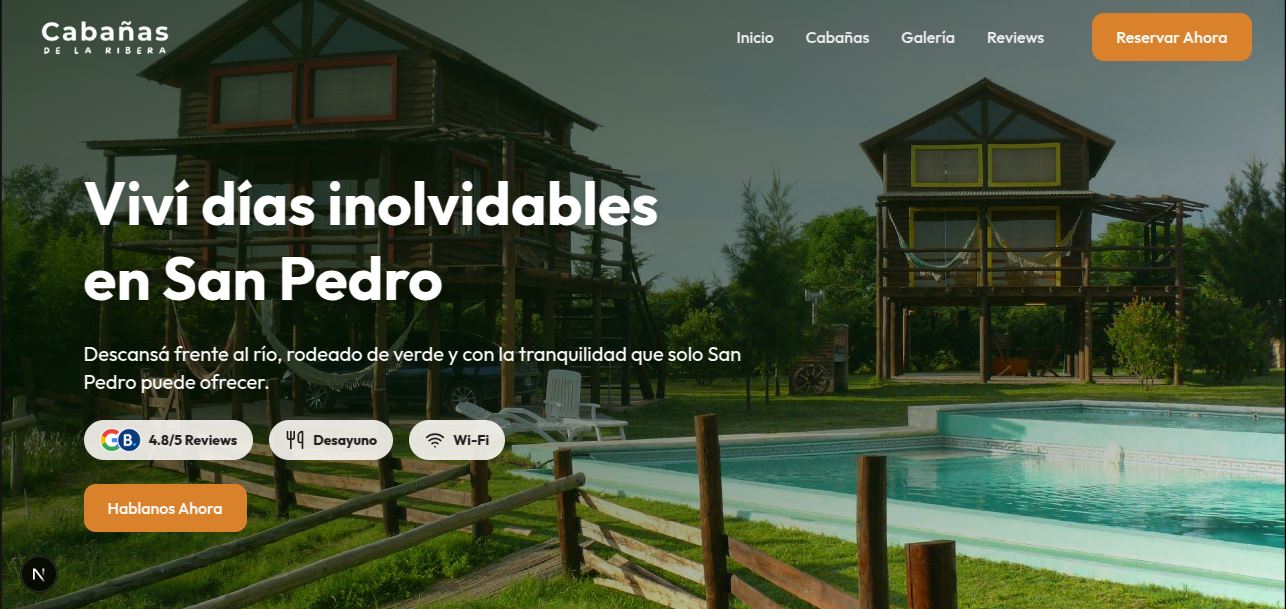 Cabañas
DE LA RIBERA
Inicio
Cabañas
Galería
Reviews
Reservar Ahora
Viví días inolvidables
en San Pedro
Descansá frente al río, rodeado de verde y con la tranquilidad que solo San
Pedro puede ofrecer.
G B. 4.8/5 Reviews
Desayuno
Wi-Fi
Hablanos Ahora
N